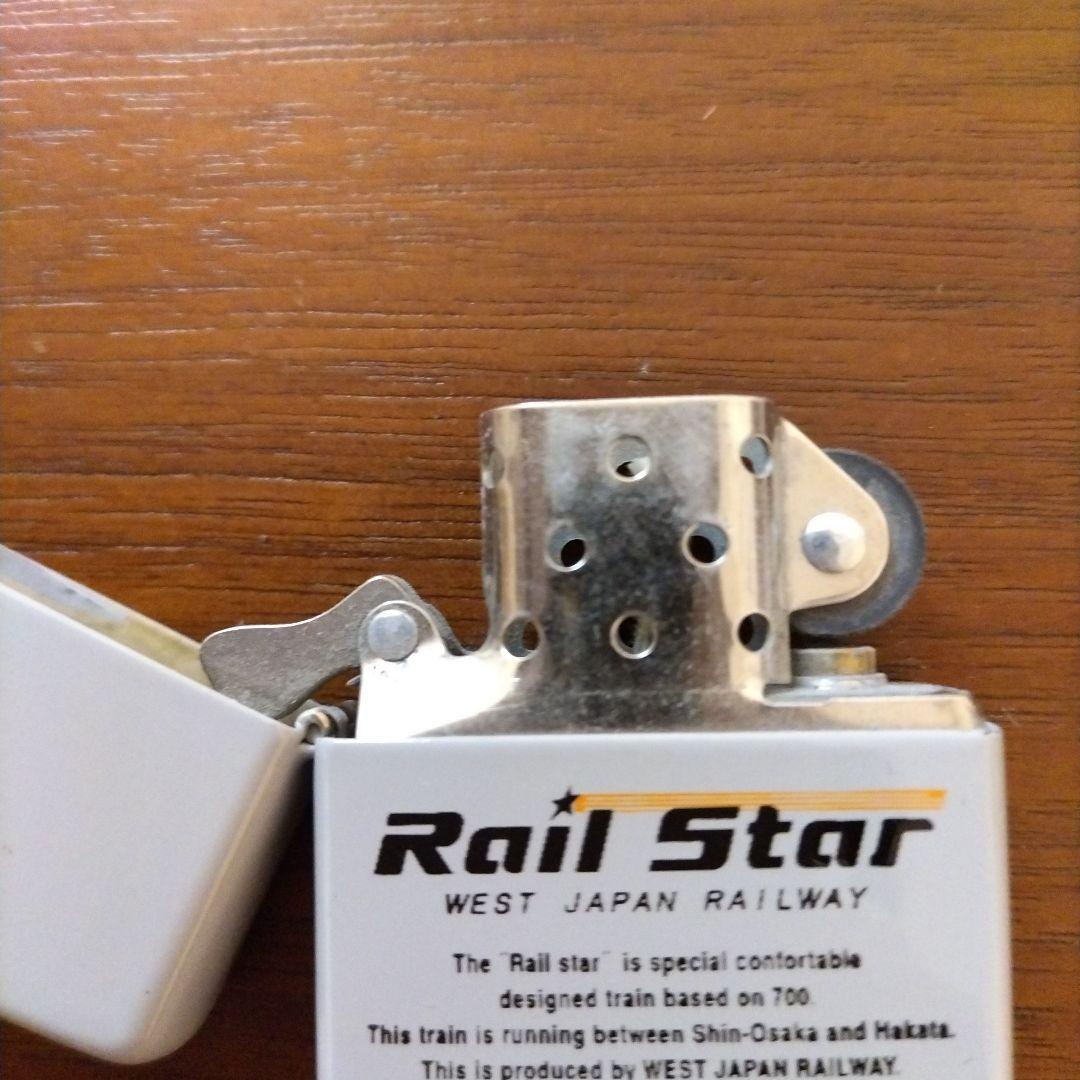 Rail Star
WEST JAPAN RAILWAY
The "Rail star" is special confortable
designed train based on 700.
This train is running between Shin-Osaka and Hakata.
This is produced by WEST JAPAN RAILWAY.